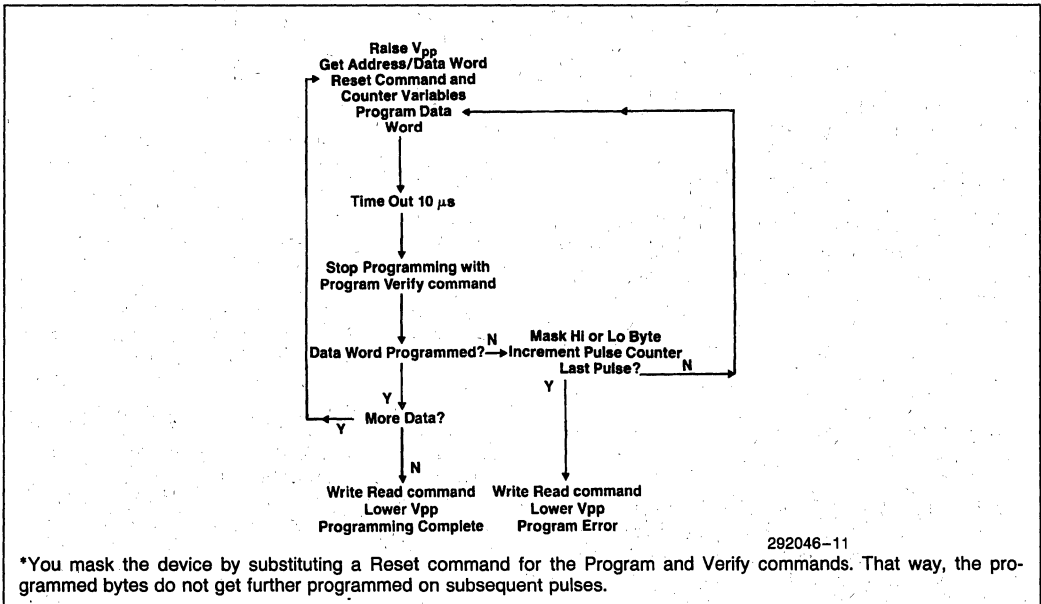 Raise Vpp
Get Address/Data Word
Reset Command and
Counter Variables
Program Data
Word
Time Out 10 μs
Stop Programming with
Program Verify command
Data Word Programmed?
N
Mask Hi or Lo Byte
Increment Pulse Counter
Last Pulse?
N
Y
Y
More Data?
Y
N
Write Read command
Lower Vpp
Programming Complete
Write Read command
Lower Vpp
Program Error
292046–11
*You mask the device by substituting a Reset command for the Program and Verify commands. That way, the pro-
grammed bytes do not get further programmed on subsequent pulses.